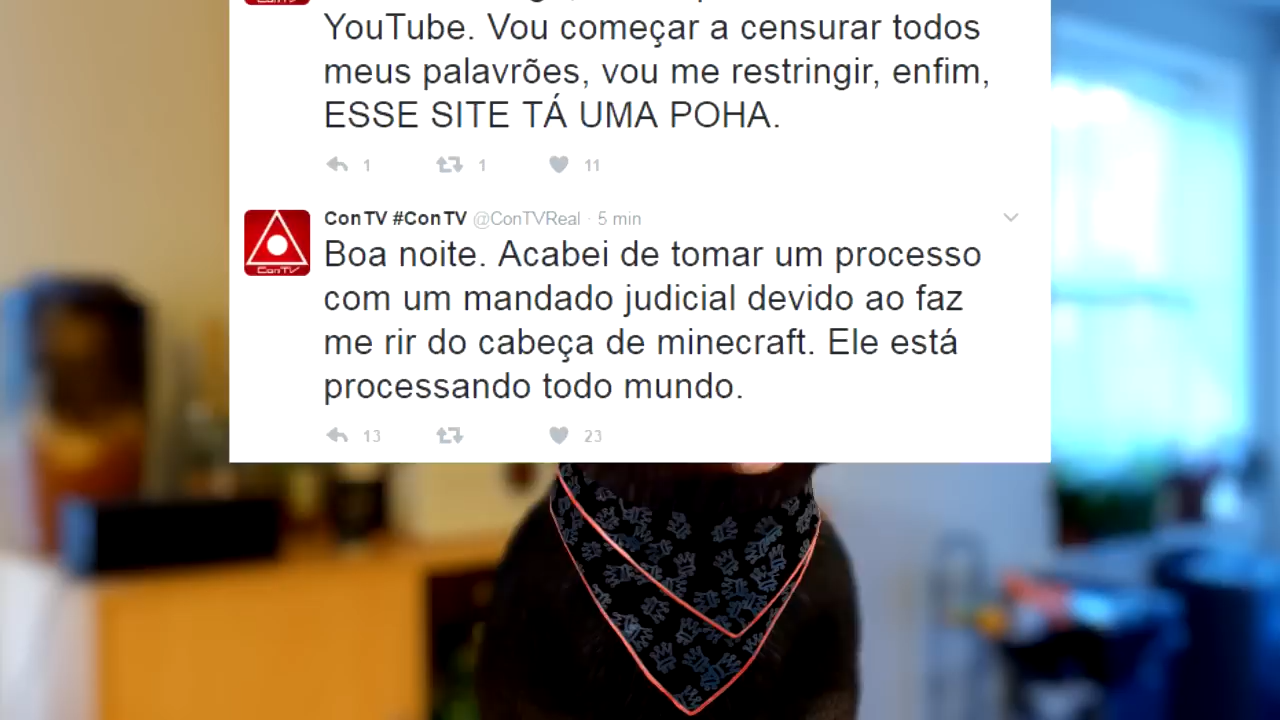 YouTube. Vou começar a censurar todos
meus palavrões, vou me restringir, enfim,
ESSE SITE TÁ UMA POHA.
1 1 11
ConTV #ConTV @ConTVReal · 5 min
ConTV
Boa noite. Acabei de tomar um processo
com um mandado judicial devido ao faz
me rir do cabeça de minecraft. Ele está
processando todo mundo.
13 23